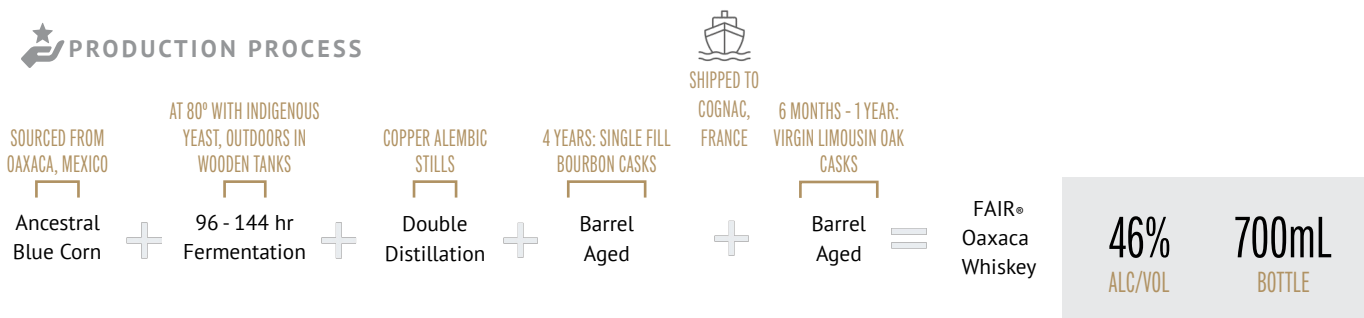 PRODUCTION PROCESS
SOURCED FROM
OAXACA, MEXICO
Ancestral
Blue Corn
AT 80º WITH INDIGENOUS
YEAST, OUTDOORS IN
WOODEN TANKS
96 - 144 hr
Fermentation
COPPER ALEMBIC
STILLS
Double
Distillation
4 YEARS: SINGLE FILL
BOURBON CASKS
Barrel
Aged
SHIPPED TO
COGNAC,
FRANCE
6 MONTHS - 1 YEAR:
VIRGIN LIMOUSIN OAK
CASKS
Barrel
Aged
FAIR®
Oaxaca
Whiskey
46%
ALC/VOL
700mL
BOTTLE